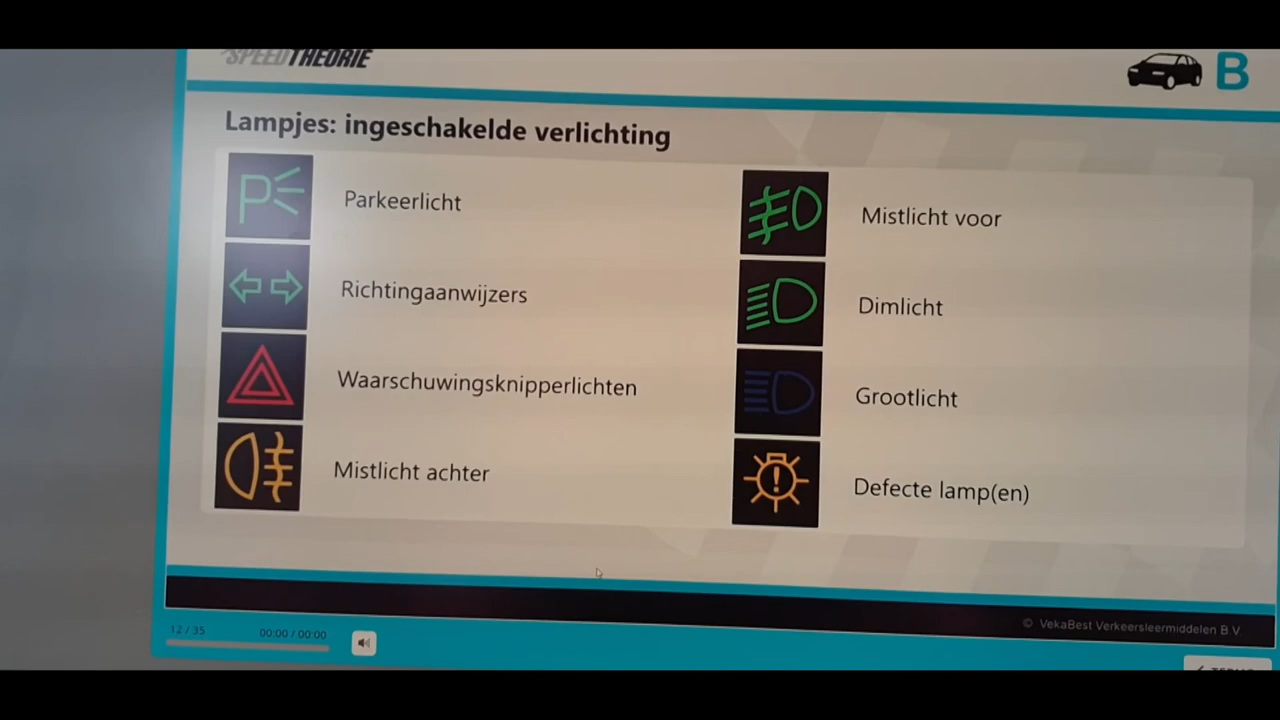 SPEEDTHEORIE
B
Lampjes: ingeschakelde verlichting
Parkeerlicht
Richtingaanwijzers
Waarschuwingsknipperlichten
Mistlicht achter
Mistlicht voor
Dimlicht
Grootlicht
Defecte lamp(en)
© VekaBest Verkeersleermiddelen B.V.
12 / 35
00:00 / 00:00